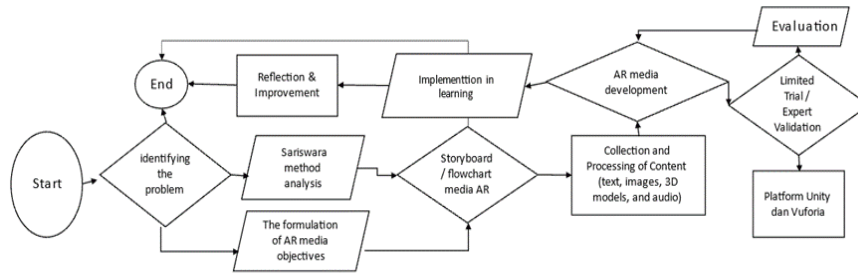 Evaluation
End
Reflection &
Improvement
Implementtion in
learning
AR media
development
Limited
Trial /
Expert
Validation
Start
identifying
the
problem
Sariswara
method
analysis
Storyboard
/ flowchart
media AR
Collection and
Processing of Content
(text, images, 3D
models, and audio)
Platform Unity
dan Vuforia
The formulation
of AR media
objectives